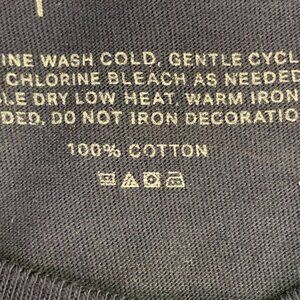 INE WASH COLD, GENTLE CYCL
CHLORINE BLEACH AS NEEDED
LE DRY LOW HEAT, WARM IRON
DED, DO NOT IRON DECORATIO
100% COTTON